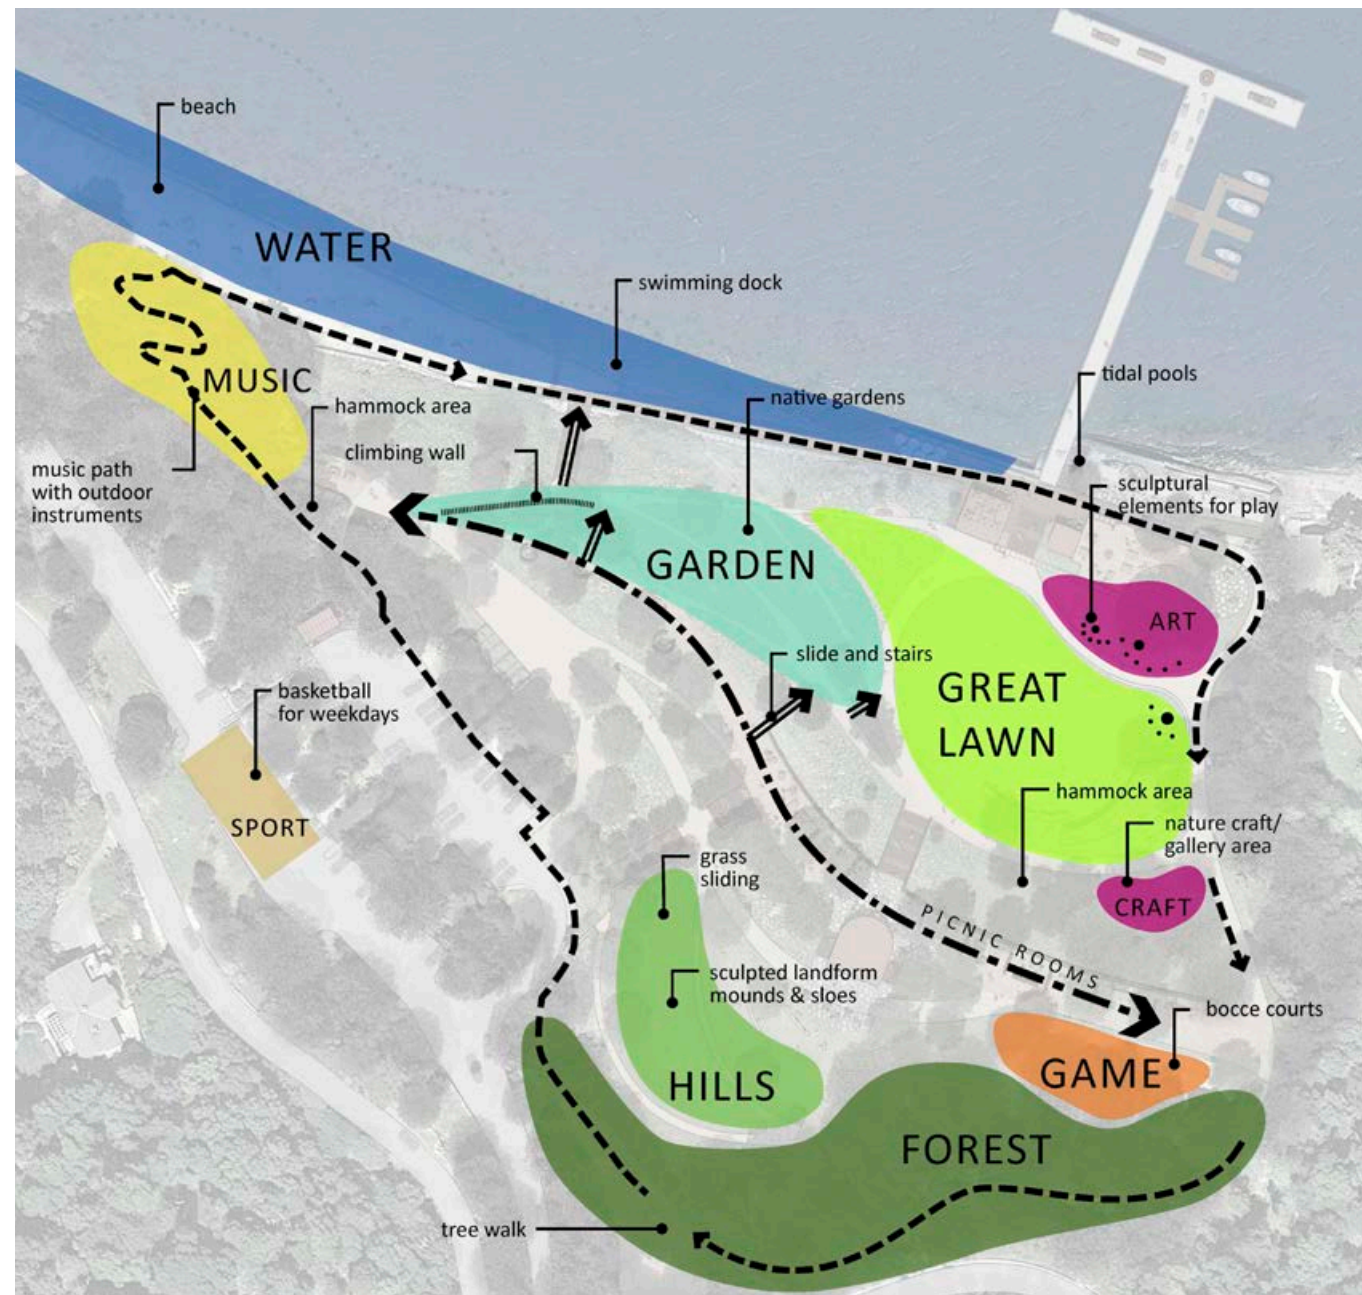 beach
WATER
swimming dock
tidal pools
MUSIC
hammock area
native gardens
climbing wall
music path
with outdoor
instruments
sculptural
elements for play
GARDEN
ART
slide and stairs
GREAT
LAWN
basketball
for weekdays
SPORT
hammock area
nature craft/
gallery area
grass
sliding
CRAFT
PICNIC ROOMS
sculpted landform
mounds & sloes
bocce courts
GAME
HILLS
FOREST
tree walk